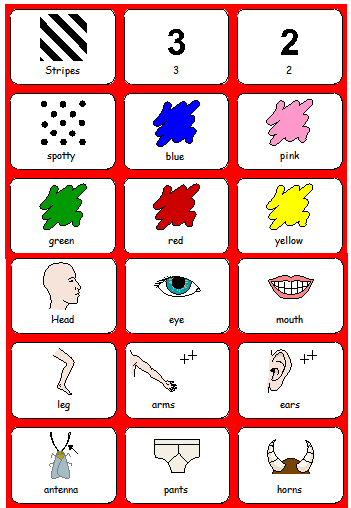 Stripes
3
3
2
2
spotty
blue
pink
green
red
yellow
Head
eye
mouth
leg
arms
ears
antenna
pants
horns